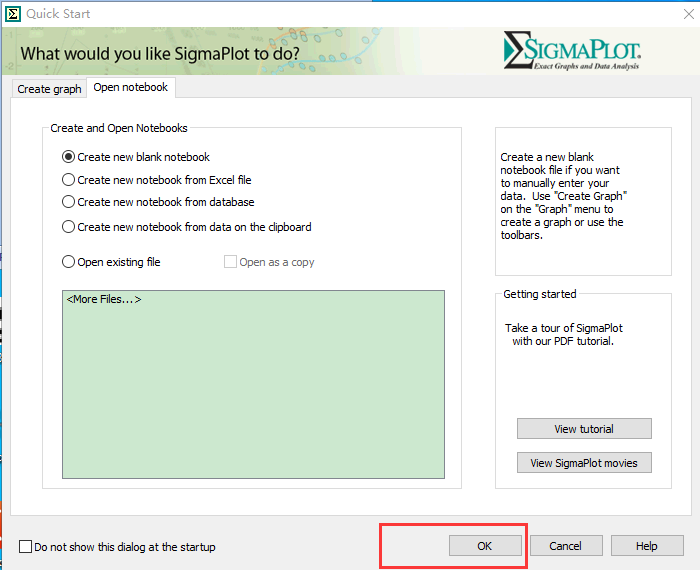 Quick Start
What would you like SigmaPlot to do?
SIGMAPLOT®
Exact Graphs and Data Analysis
Create graph
Open notebook
Create and Open Notebooks
Create new blank notebook
Create new notebook from Excel file
Create new notebook from database
Create new notebook from data on the clipboard
Open existing file
Open as a copy
<More Files...>
Create a new blank
notebook file if you want
to manually enter your
data.  Use "Create Graph"
on the "Graph" menu to
create a graph or use the
toolbars.
Getting started
Take a tour of SigmaPlot
with our PDF tutorial.
View tutorial
View SigmaPlot movies
Do not show this dialog at the startup
OK
Cancel
Help